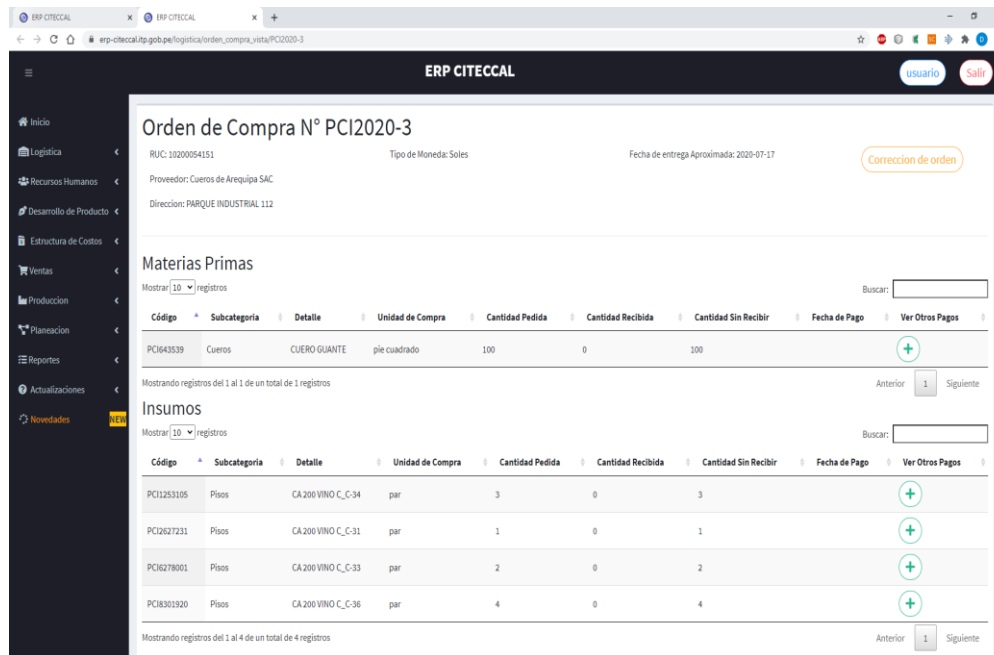 ERP CITECCAL ERP CITECCAL
erp-citeccal.itp.gob.pe/logistica/orden_compra_vista/PCI2020-3
ERP CITECCAL usuario Salir
Inicio
Logistica
Recursos Humanos
Desarrollo de Producto
Estructura de Costos
Ventas
Produccion
Planeacion
Reportes
Actualizaciones
Novedades NEW
Orden de Compra N° PCI2020-3
RUC: 10200054151 Tipo de Moneda: Soles Fecha de entrega Aproximada: 2020-07-17 Correccion de orden
Proveedor: Cueros de Arequipa SAC
Direccion: PARQUE INDUSTRIAL 112
Materias Primas
Mostrar 10 registros Buscar:
Código Subcategoria Detalle Unidad de Compra Cantidad Pedida Cantidad Recibida Cantidad Sin Recibir Fecha de Pago Ver Otros Pagos
PCI643539 Cueros CUERO GUANTE pie cuadrado 100 0 100 +
Mostrando registros del 1 al 1 de un total de 1 registros Anterior 1 Siguiente
Insumos
Mostrar 10 registros Buscar:
Código Subcategoria Detalle Unidad de Compra Cantidad Pedida Cantidad Recibida Cantidad Sin Recibir Fecha de Pago Ver Otros Pagos
PCI1253105 Pisos CA 200 VINO C_C-34 par 3 0 3 +
PCI2627231 Pisos CA 200 VINO C_C-31 par 1 0 1 +
PCI6278001 Pisos CA 200 VINO C_C-33 par 2 0 2 +
PCI8301920 Pisos CA 200 VINO C_C-36 par 4 0 4 +
Mostrando registros del 1 al 4 de un total de 4 registros Anterior 1 Siguiente